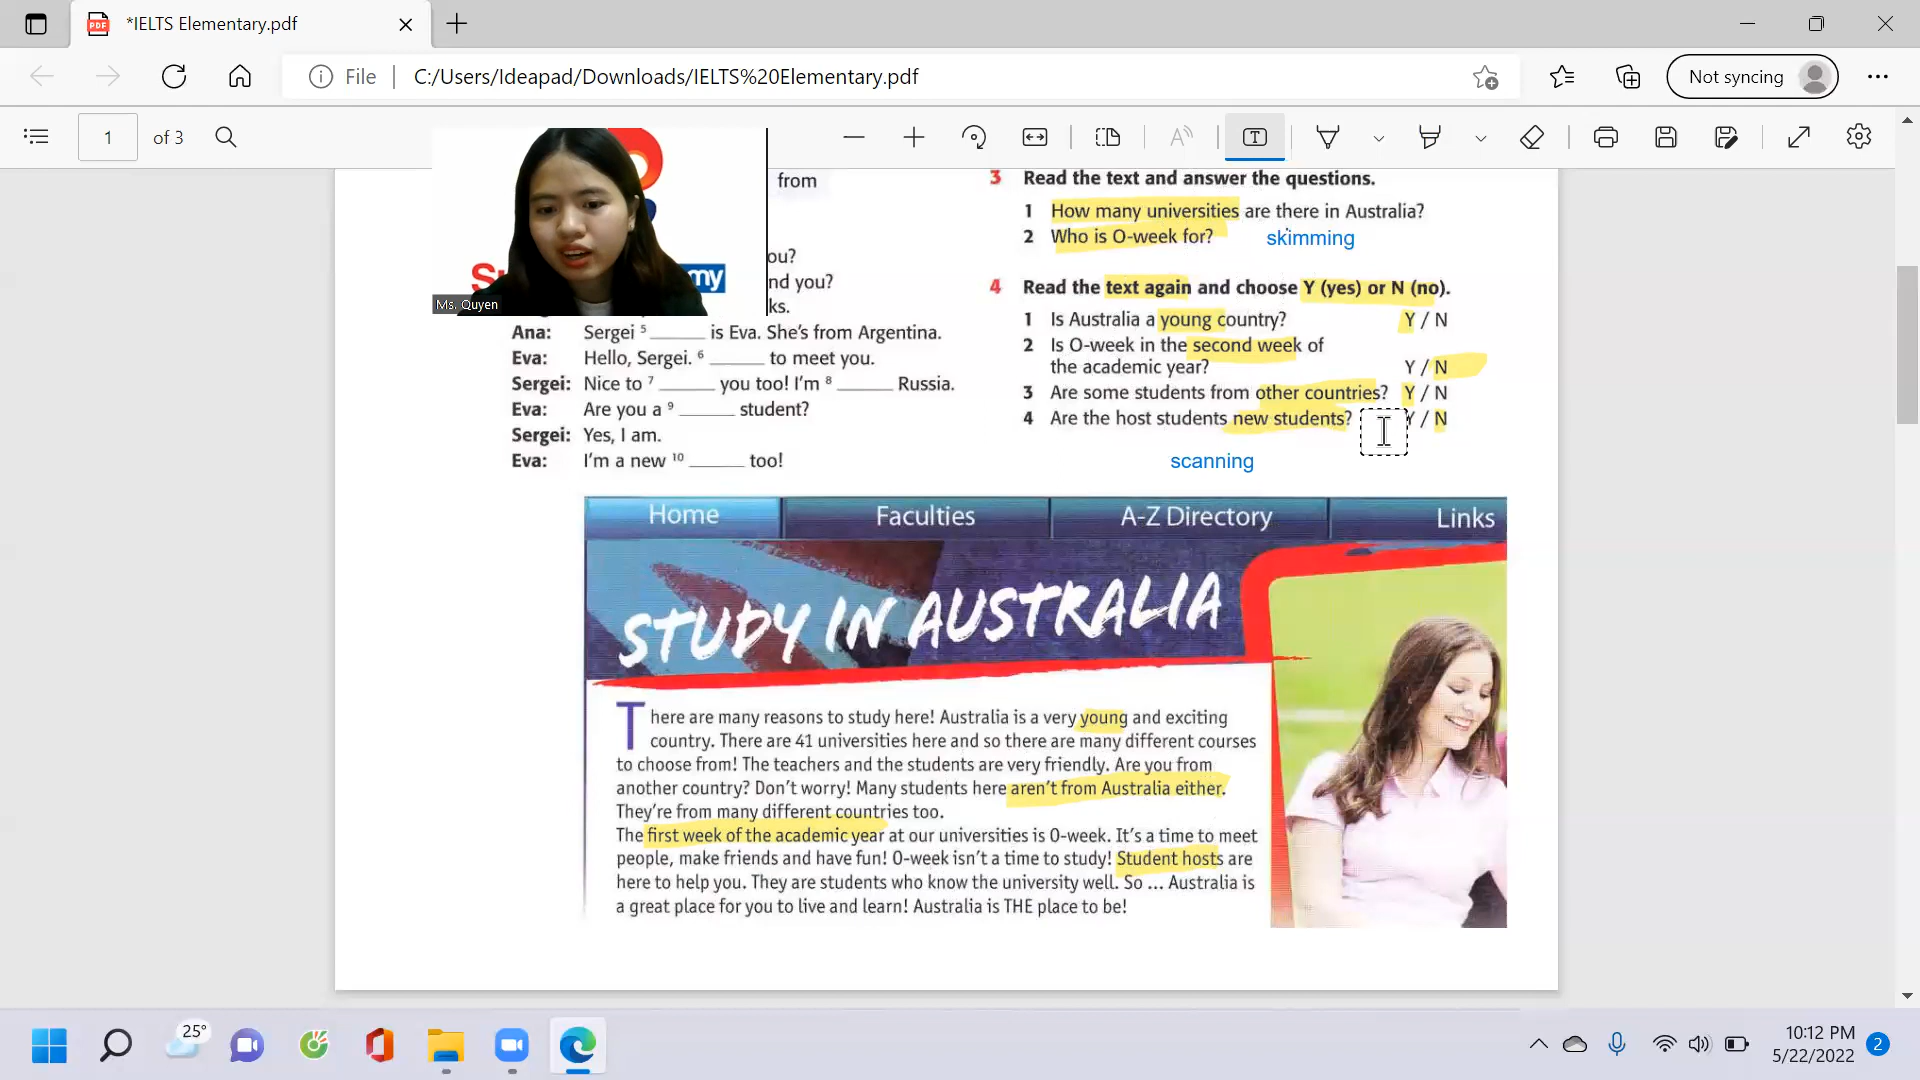 *IELTS Elementary.pdf
File
C:/Users/Ideapad/Downloads/IELTS%20Elementary.pdf
Not syncing
1 of 3
Ms. Quyen
my
from
ou?
nd you?
ks.
Ana: Sergei 5 ______ is Eva. She's from Argentina.
Eva: Hello, Sergei. 6 ______ to meet you.
Sergei: Nice to 7 ______ you too! I'm 8 ______ Russia.
Eva: Are you a 9 ______ student?
Sergei: Yes, I am.
Eva: I'm a new 10 ______ too!
3 Read the text and answer the questions.
1 How many universities are there in Australia?
2 Who is O-week for?
skimming
4 Read the text again and choose Y (yes) or N (no).
1 Is Australia a young country? Y / N
2 Is O-week in the second week of
the academic year? Y / N
3 Are some students from other countries? Y / N
4 Are the host students new students? Y / N
scanning
Home Faculties A-Z Directory Links
STUDY IN AUSTRALIA
There are many reasons to study here! Australia is a very young and exciting
country. There are 41 universities here and so there are many different courses
to choose from! The teachers and the students are very friendly. Are you from
another country? Don't worry! Many students here aren't from Australia either.
They're from many different countries too.
The first week of the academic year at our universities is O-week. It's a time to meet
people, make friends and have fun! O-week isn't a time to study! Student hosts are
here to help you. They are students who know the university well. So ... Australia is
a great place for you to live and learn! Australia is THE place to be!
25°
10:12 PM
5/22/2022
2